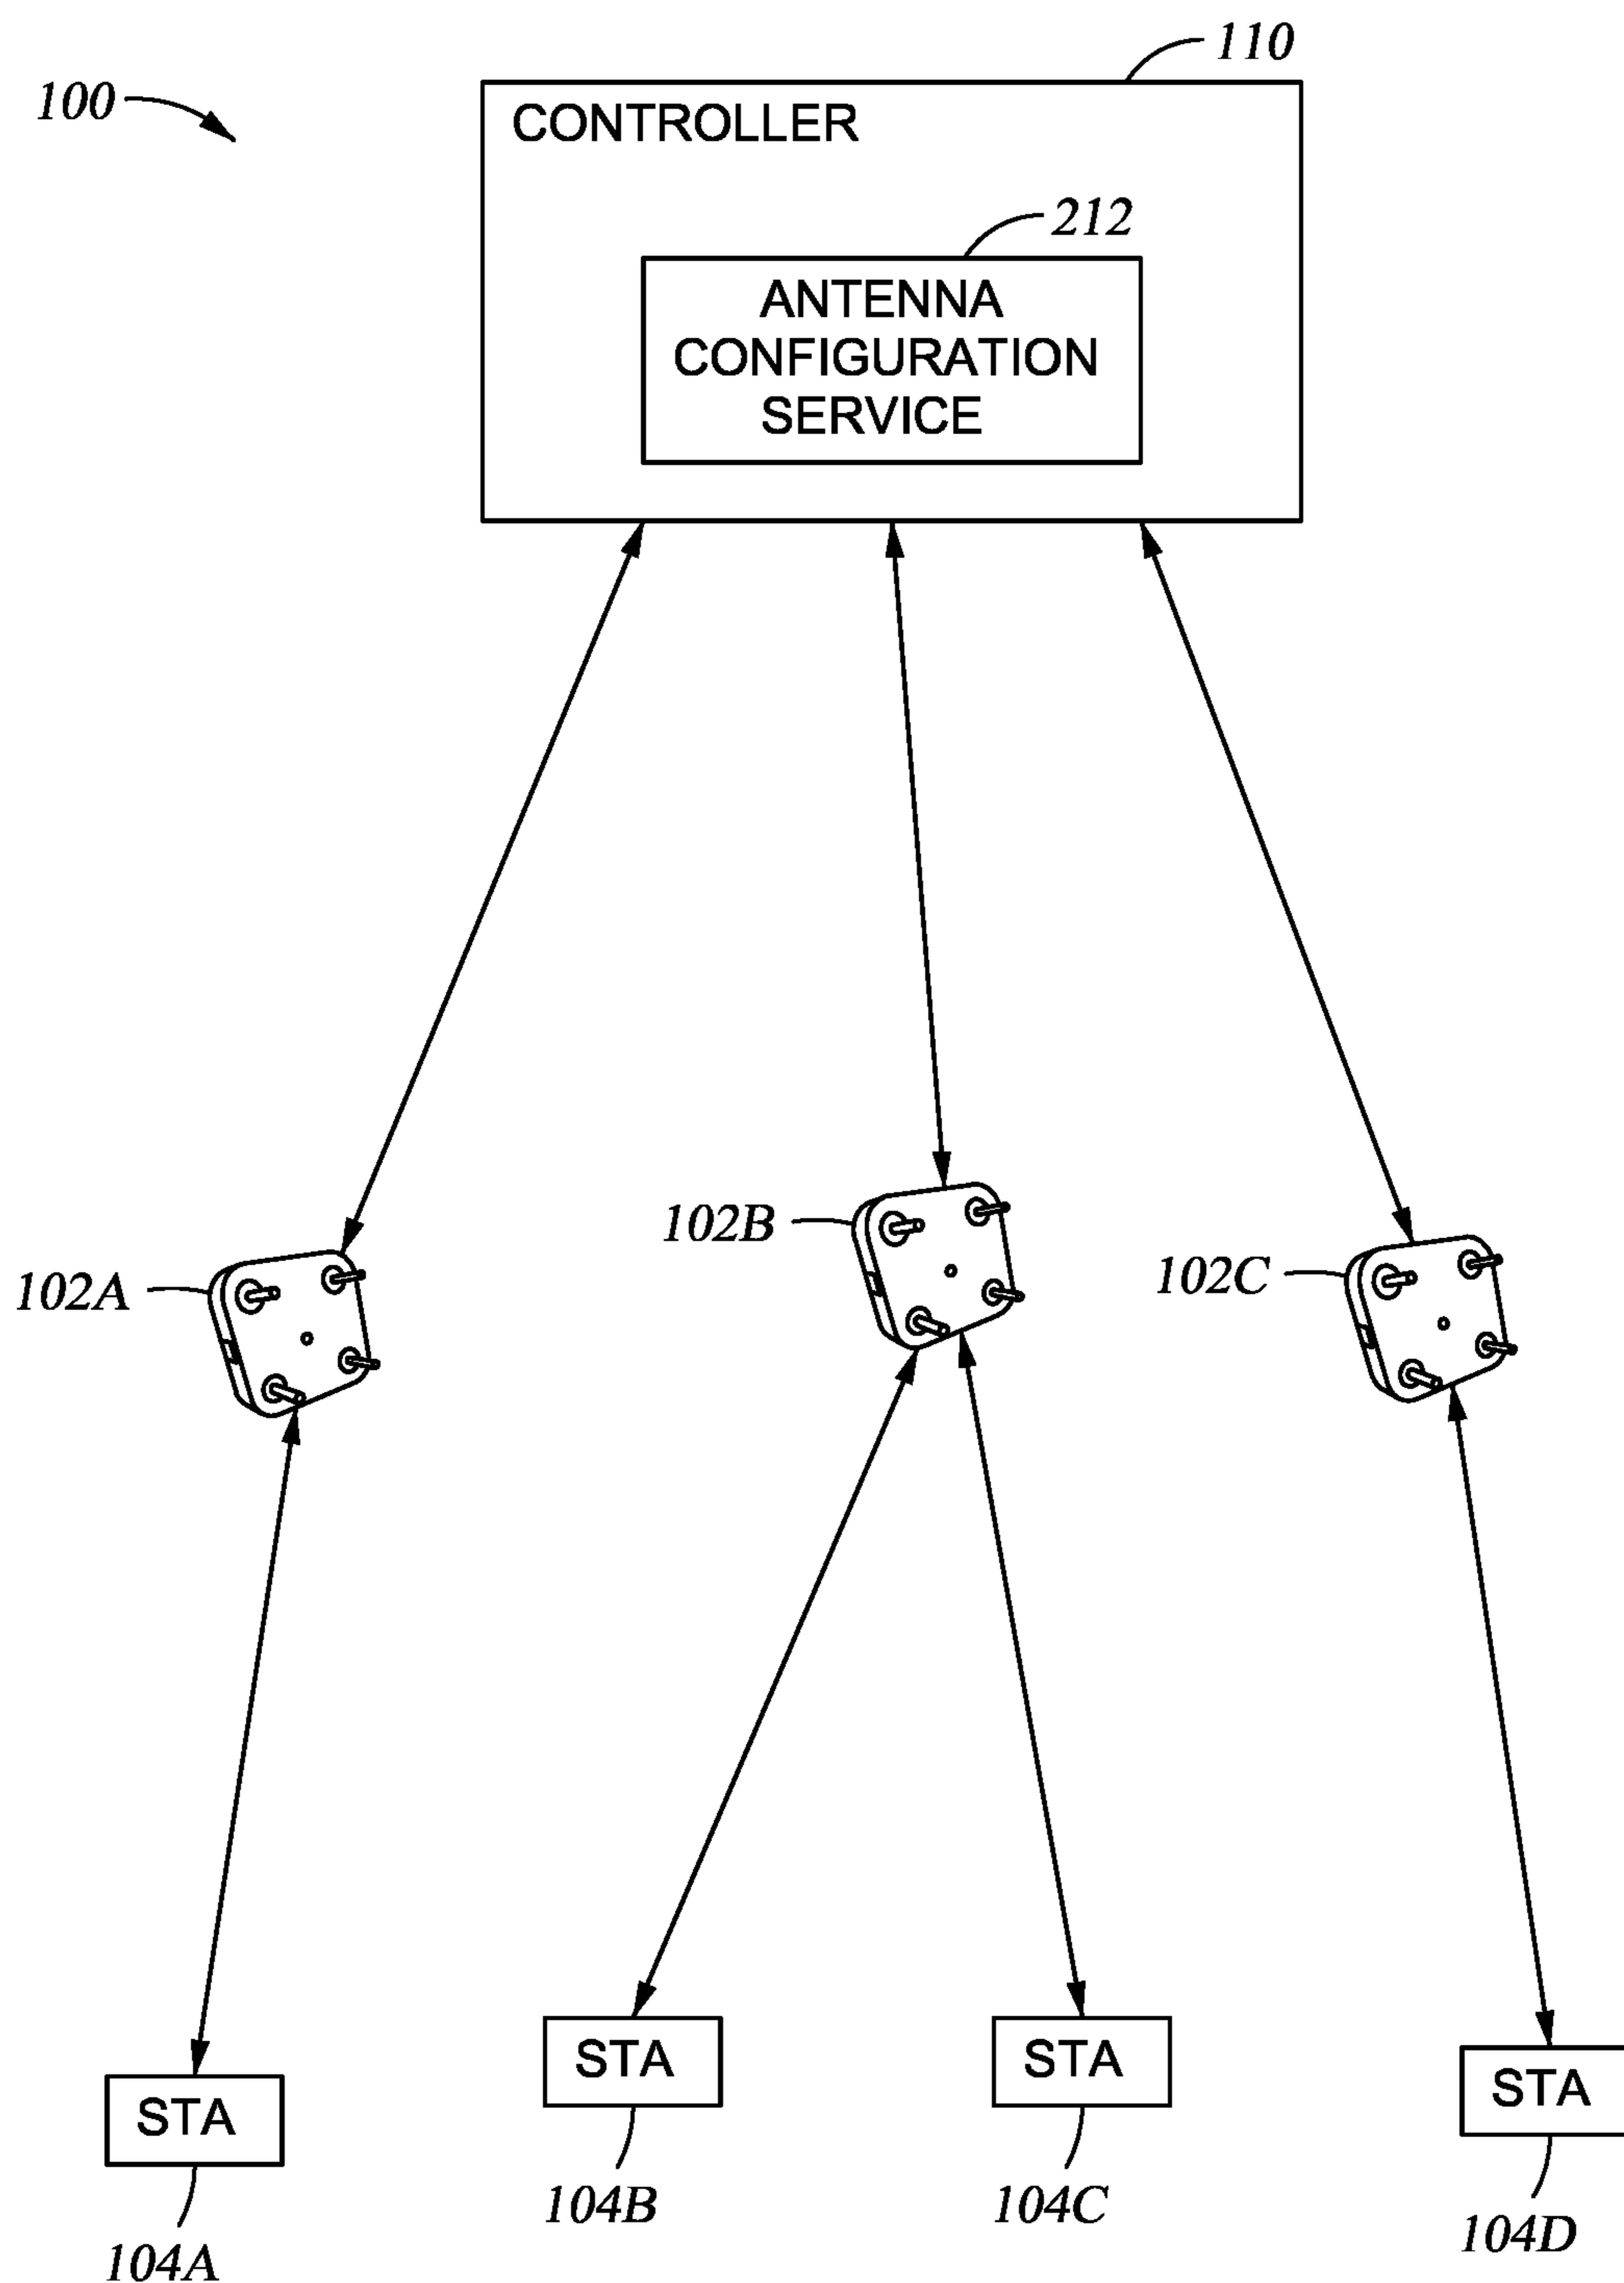 110
100
CONTROLLER
212
ANTENNA
CONFIGURATION
SERVICE
102B
102C
102A
STA
STA
STA
STA
104B
104C
104D
104A